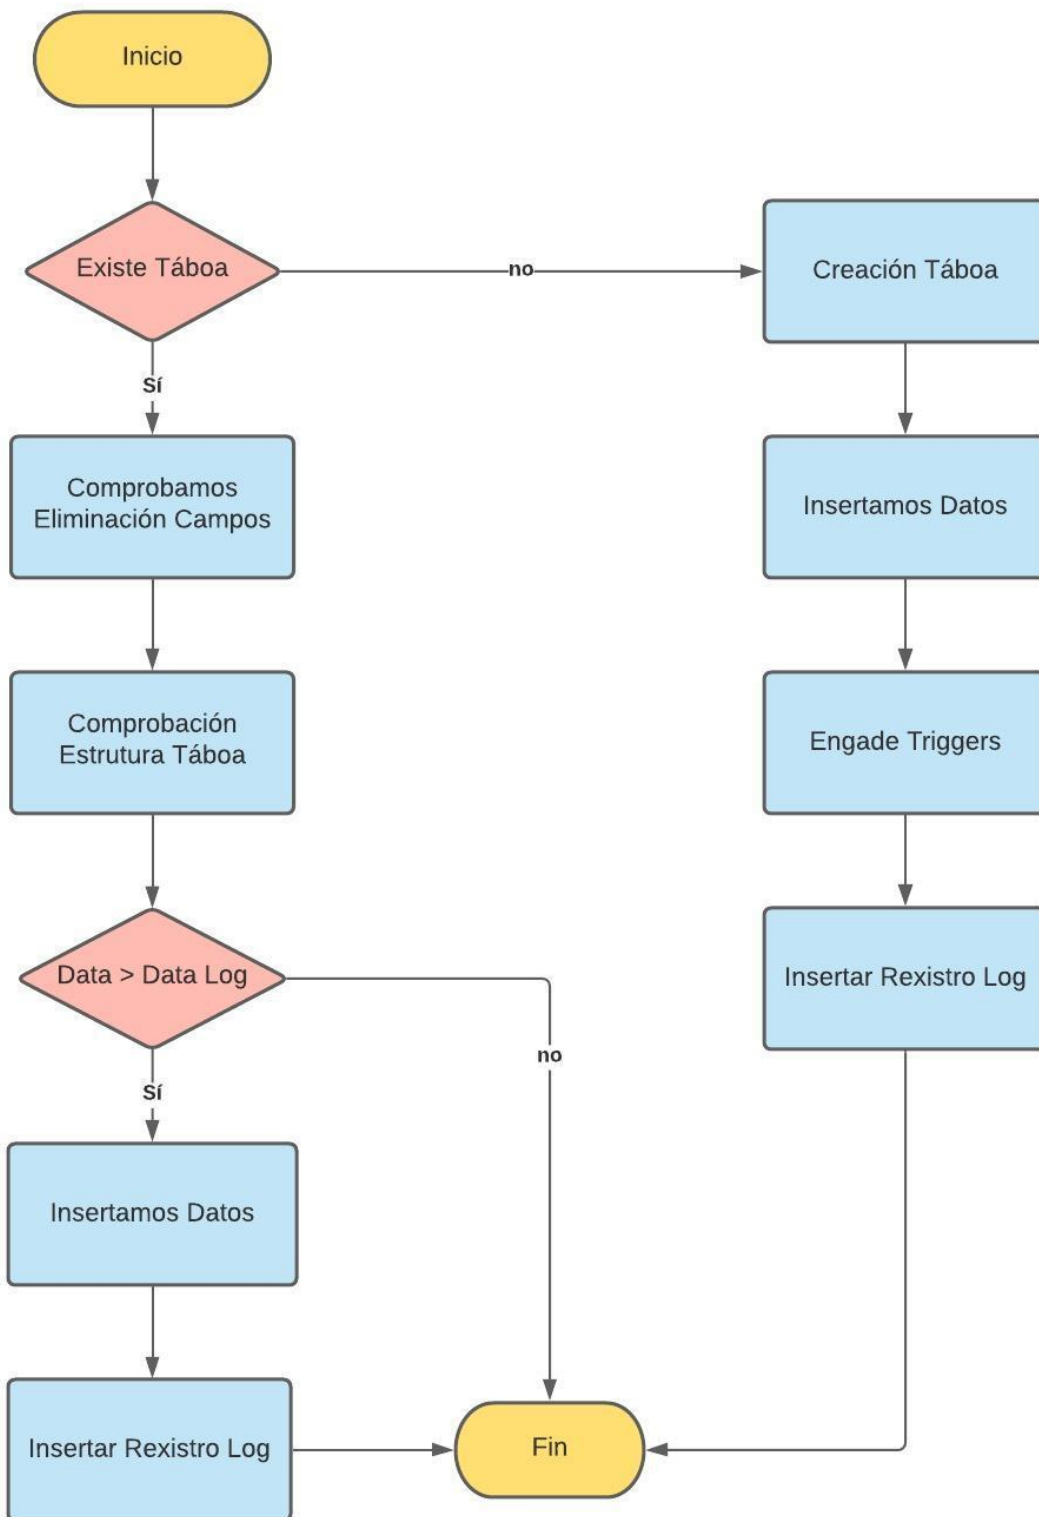 Inicio
Existe Táboa
no
Creación Táboa
Sí
Comprobamos
Eliminación Campos
Insertamos Datos
Comprobación
Estrutura Táboa
Engade Triggers
Data > Data Log
Insertar Rexistro Log
no
Sí
Insertamos Datos
Insertar Rexistro Log
Fin